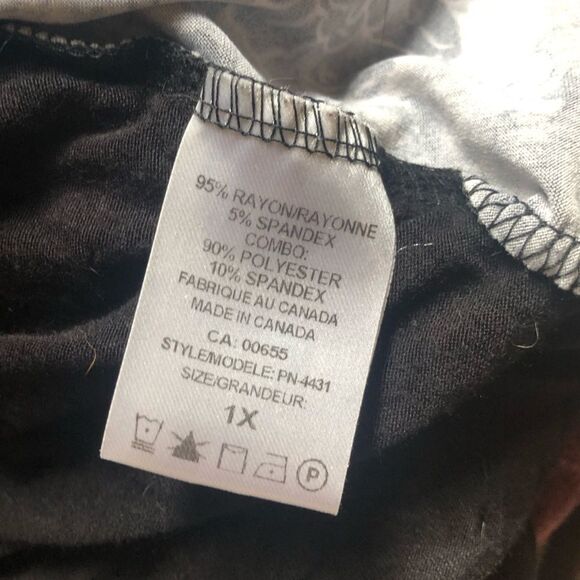 95% RAYON/RAYONNE
5% SPANDEX
COMBO:
90% POLYESTER
10% SPANDEX
FABRIQUE AU CANADA
MADE IN CANADA
CA: 00655
STYLE/MODELE: PN-4431
SIZE/GRANDEUR:
1X
P